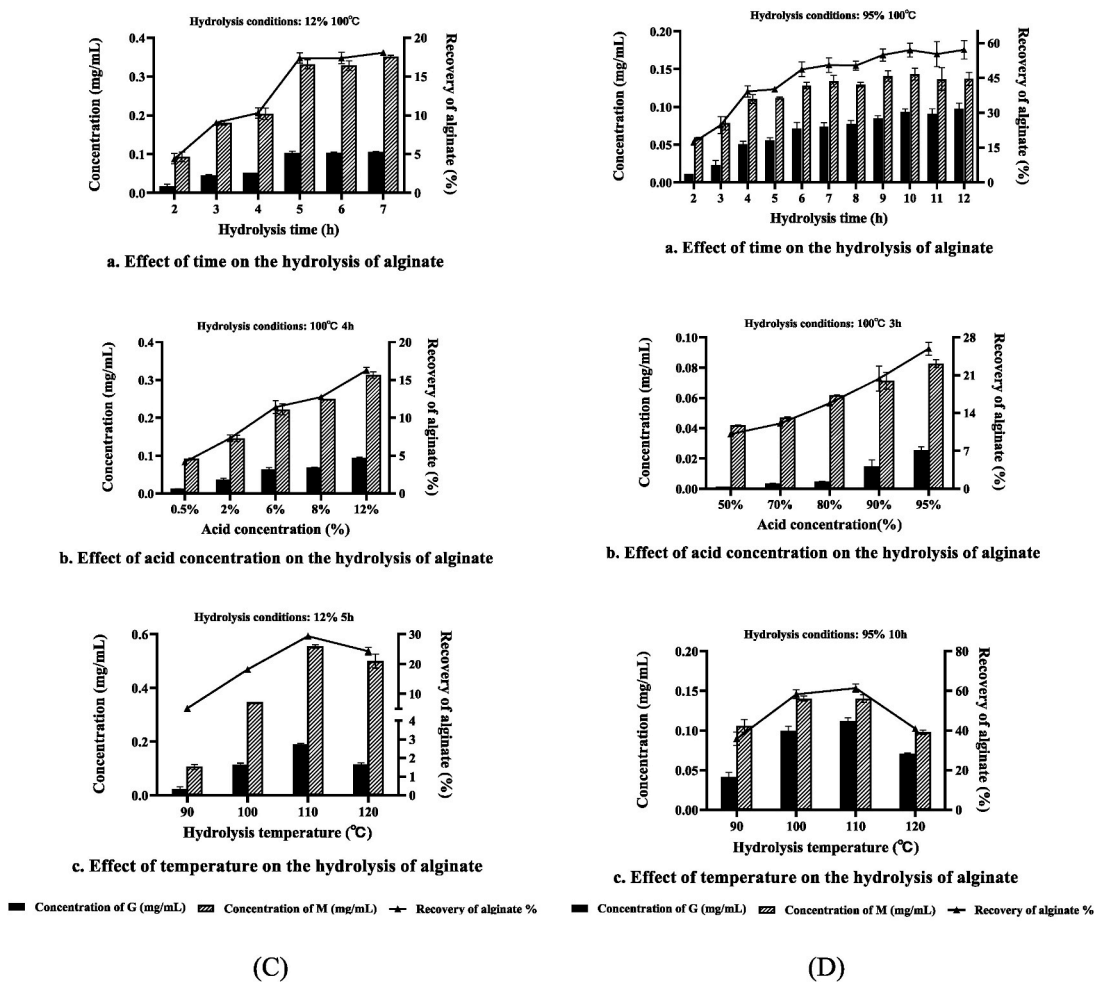 Hydrolysis conditions: 12% 100℃
Concentration (mg/mL)
0.4
0.3
0.2
0.1
0.0
20
15
10
5
0
Recovery of alginate
(%)
2 3 4 5 6 7
Hydrolysis time (h)
a. Effect of time on the hydrolysis of alginate
Hydrolysis conditions: 100℃ 4h
Concentration (mg/mL)
0.4
0.3
0.2
0.1
0.0
20
15
10
5
0
Recovery of alginate
(%)
0.5% 2% 6% 8% 12%
Acid concentration (%)
b. Effect of acid concentration on the hydrolysis of alginate
Hydrolysis conditions: 12% 5h
Concentration (mg/mL)
0.6
0.4
0.2
0.0
30
20
10
4
3
2
1
0
Recovery of alginate
(%)
90 100 110 120
Hydrolysis temperature (℃)
c. Effect of temperature on the hydrolysis of alginate
Concentration of G (mg/mL) Concentration of M (mg/mL) Recovery of alginate %
(C)
Hydrolysis conditions: 95% 100℃
Concentration (mg/mL)
0.20
0.15
0.10
0.05
0.00
60
45
30
15
0
Recovery of alginate
(%)
2 3 4 5 6 7 8 9 10 11 12
Hydrolysis time (h)
a. Effect of time on the hydrolysis of alginate
Hydrolysis conditions: 100℃ 3h
Concentration (mg/mL)
0.10
0.08
0.06
0.04
0.02
0.00
28
21
14
7
0
Recovery of alginate
(%)
50% 70% 80% 90% 95%
Acid concentration(%)
b. Effect of acid concentration on the hydrolysis of alginate
Hydrolysis conditions: 95% 10h
Concentration (mg/mL)
0.20
0.15
0.10
0.05
0.00
80
60
40
20
0
Recovery of alginate
(%)
90 100 110 120
Hydrolysis temperature (℃)
c. Effect of temperature on the hydrolysis of alginate
Concentration of G (mg/mL) Concentration of M (mg/mL) Recovery of alginate %
(D)